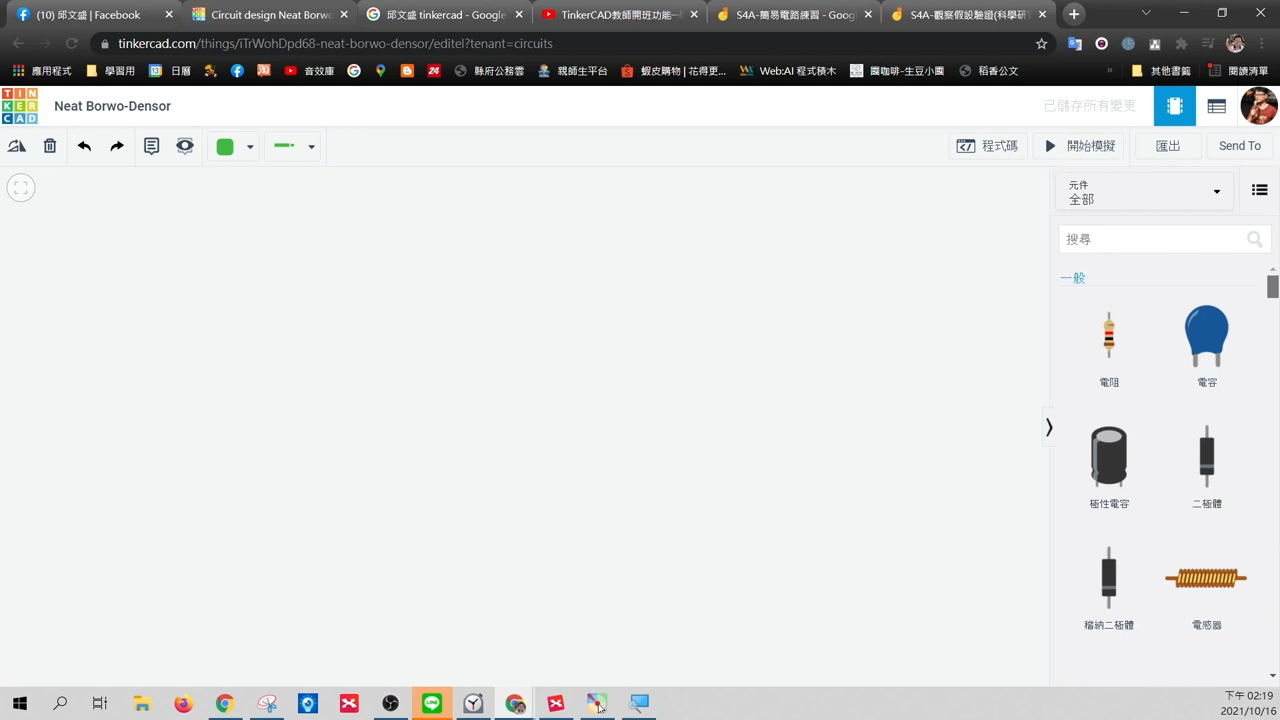 (10) 邱文盛 | Facebook
Circuit design Neat Borwo
邱文盛 tinkercad - Google
TinkerCAD教師開班功能─
S4A-簡易電路練習 - Goog
S4A-觀察假設驗證(科學研
tinkercad.com/things/iTrWohDpd68-neat-borwo-densor/editel?tenant=circuits
應用程式
學習用
日曆
音效庫
24
縣府公務雲
親師生平台
蝦皮購物 | 花得更...
Web:AI 程式積木
國咖啡-生豆小農
稻香公文
»
其他書籤
閱讀清單
TIN
KER
CAD
Neat Borwo-Densor
已儲存所有變更
程式碼
開始模擬
匯出
Send To
元件
全部
搜尋
一般
電阻
電容
極性電容
二極體
稽納二極體
電感器
LINE
下午 02:19
2021/10/16